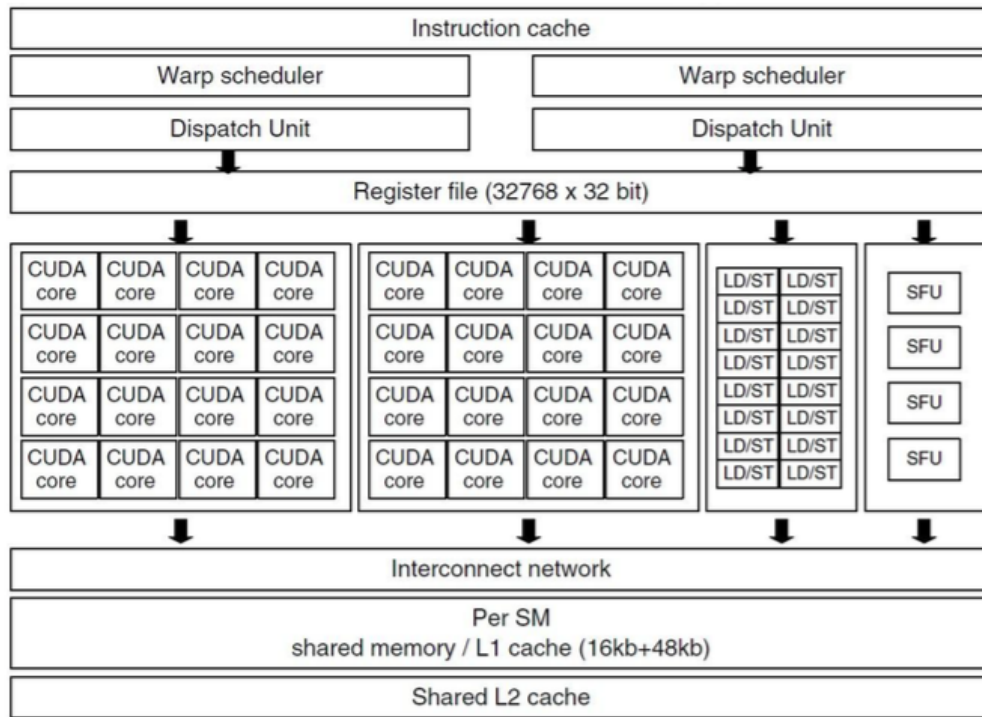 Instruction cache
Warp scheduler Warp scheduler
Dispatch Unit Dispatch Unit
Register file (32768 x 32 bit)
CUDA CUDA CUDA CUDA CUDA CUDA CUDA CUDA
core core core core core core core core
CUDA CUDA CUDA CUDA CUDA CUDA CUDA CUDA
core core core core core core core core
CUDA CUDA CUDA CUDA CUDA CUDA CUDA CUDA
core core core core core core core core
CUDA CUDA CUDA CUDA CUDA CUDA CUDA CUDA
core core core core core core core core
LD/ST LD/ST
LD/ST LD/ST
LD/ST LD/ST
LD/ST LD/ST
LD/ST LD/ST
LD/ST LD/ST
LD/ST LD/ST
LD/ST LD/ST
SFU
SFU
SFU
SFU
Interconnect network
Per SM
shared memory / L1 cache (16kb+48kb)
Shared L2 cache